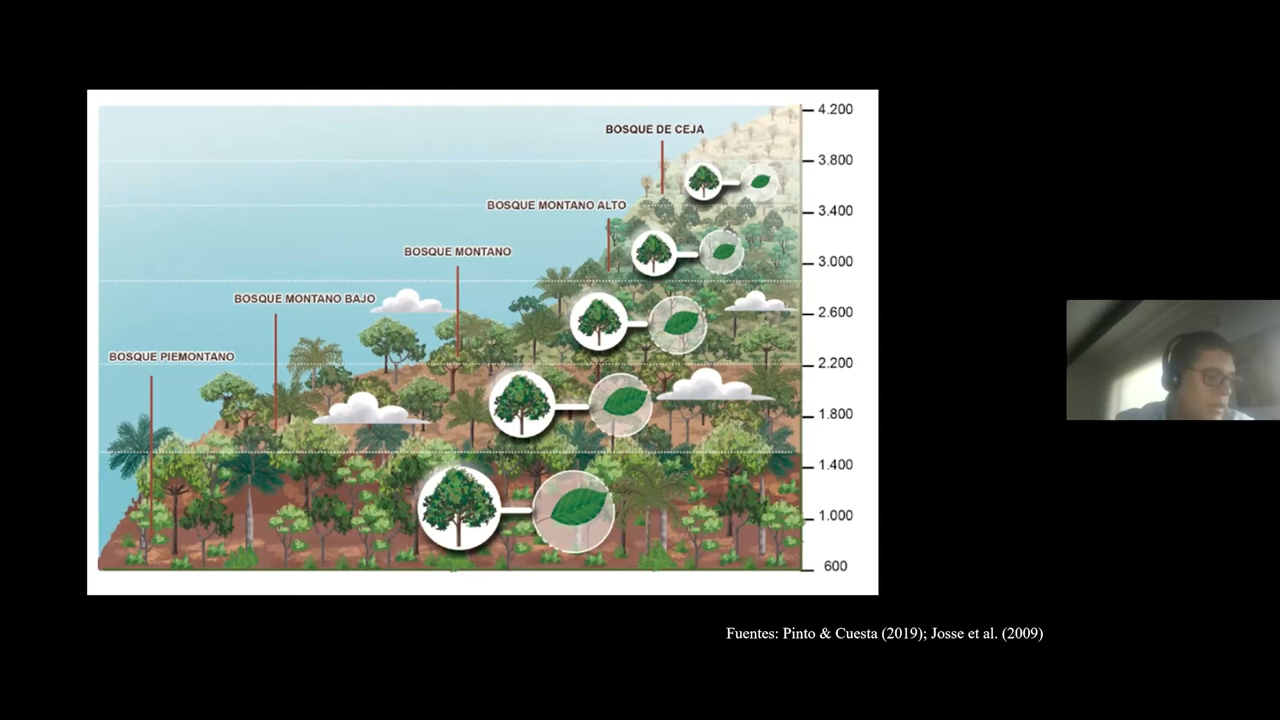 4.200
BOSQUE DE CEJA
3.800
BOSQUE MONTANO ALTO
3.400
BOSQUE MONTANO
3.000
BOSQUE MONTANO BAJO
2.600
BOSQUE PIEMONTANO
2.200
1.800
1.400
1.000
600
Fuentes: Pinto & Cuesta (2019); Josse et al. (2009)